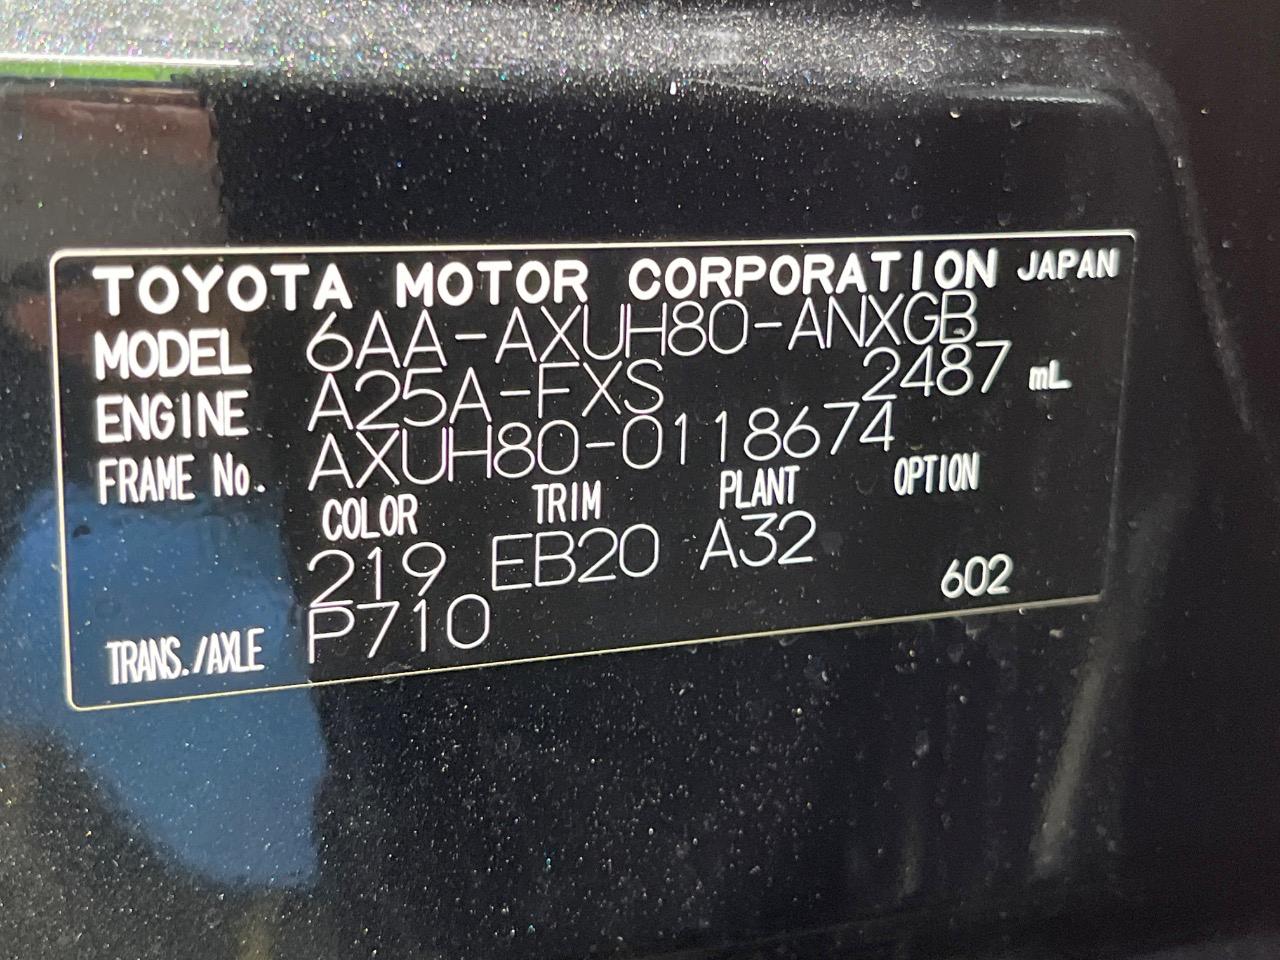 TOYOTA MOTOR CORPORATION JAPAN
MODEL 6AA-AXUH80-ANXGB
ENGINE A25A-FXS 2487 mL
FRAME No. AXUH80-0118674
COLOR TRIM PLANT OPTION
219 EB20 A32
TRANS./AXLE P710 602